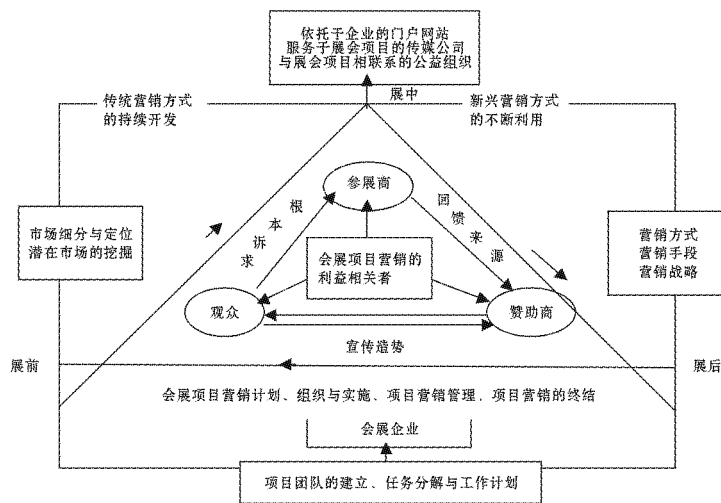 依托于企业的门户网站
服务于展会项目的传媒公司
与展会项目相联系的公益组织
展中
传统营销方式
的持续开发
新兴营销方式
的不断利用
参展商
根本诉求
回馈来源
市场细分与定位
潜在市场的挖掘
会展项目营销的
利益相关者
营销方式
营销手段
营销战略
观众
赞助商
宣传造势
展前
展后
会展项目营销计划、组织与实施、项目营销管理、项目营销的终结
会展企业
项目团队的建立、任务分解与工作计划